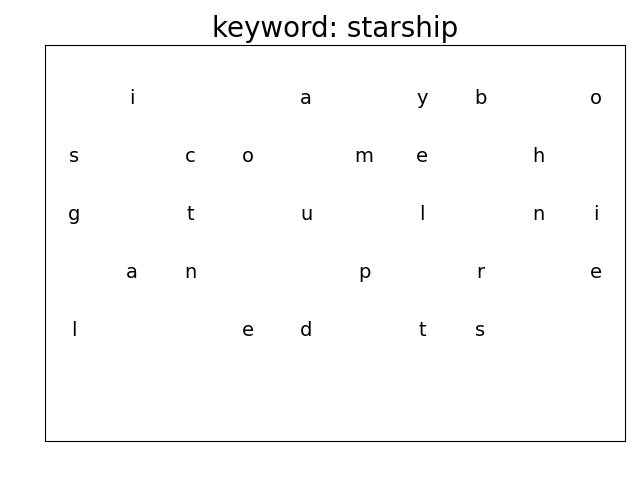 keyword: starship
i a y b o
s c o m e h
g t u l n i
a n p r e
l e d t s